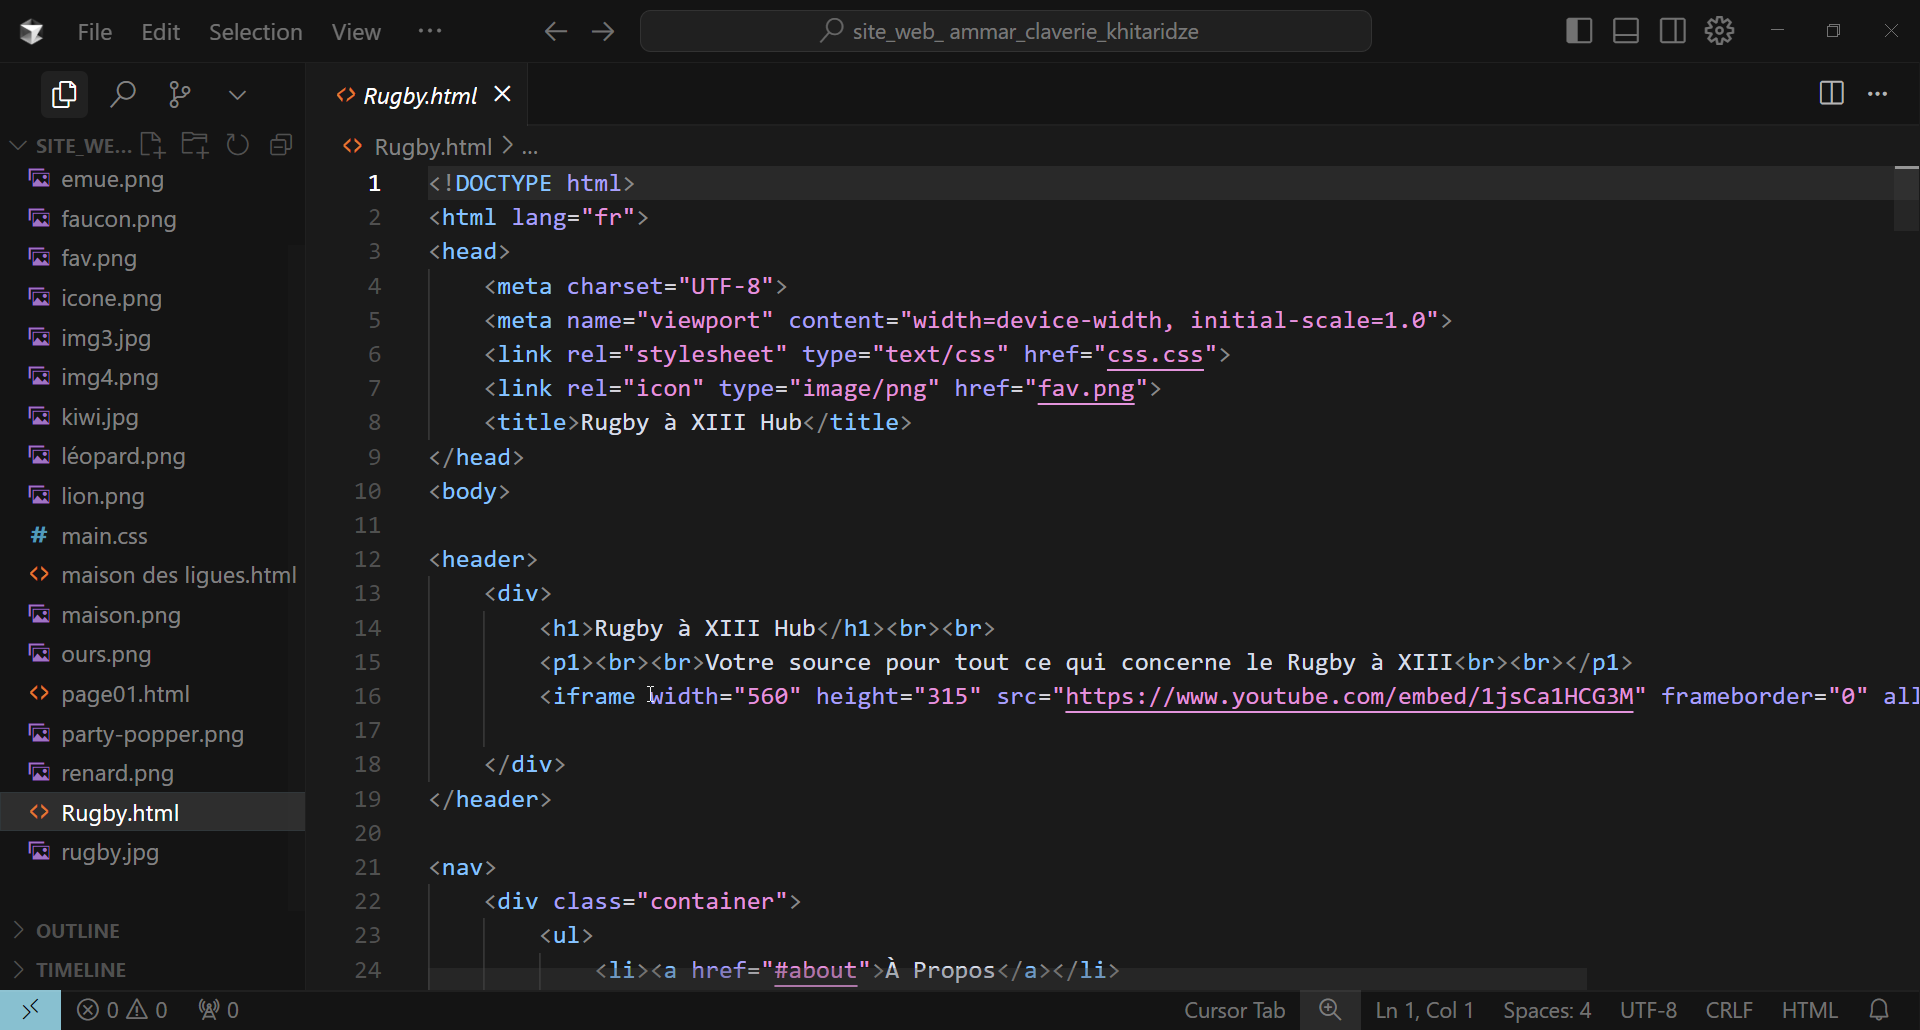 File Edit Selection View ··· site_web_ ammar_claverie_khitaridze
Rugby.html
SITE_WE...
Rugby.html > ...
emue.png
faucon.png
fav.png
icone.png
img3.jpg
img4.png
kiwi.jpg
léopard.png
lion.png
main.css
maison des ligues.html
maison.png
ours.png
page01.html
party-popper.png
renard.png
Rugby.html
rugby.jpg
OUTLINE
TIMELINE
1 <!DOCTYPE html>
2 <html lang="fr">
3 <head>
4 <meta charset="UTF-8">
5 <meta name="viewport" content="width=device-width, initial-scale=1.0">
6 <link rel="stylesheet" type="text/css" href="css.css">
7 <link rel="icon" type="image/png" href="fav.png">
8 <title>Rugby à XIII Hub</title>
9 </head>
10 <body>
11
12 <header>
13 <div>
14 <h1>Rugby à XIII Hub</h1><br><br>
15 <p1><br><br>Votre source pour tout ce qui concerne le Rugby à XIII<br><br></p1>
16 <iframe width="560" height="315" src="https://www.youtube.com/embed/1jsCa1HCG3M" frameborder="0" all
17
18 </div>
19 </header>
20
21 <nav>
22 <div class="container">
23 <ul>
24 <li><a href="#about">À Propos</a></li>
0 0 0 Cursor Tab Ln 1, Col 1 Spaces: 4 UTF-8 CRLF HTML